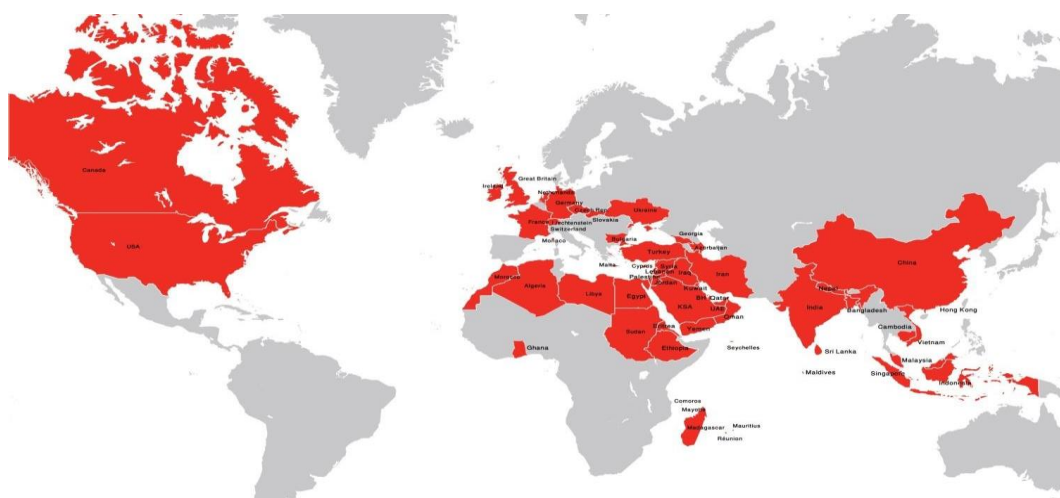 Canada
USA
Ireland
Great Britain
Netherlands
Germany
Czech Rep.
France
Liechtenstein
Switzerland
Slovakia
Ukraine
Monaco
Bulgaria
Georgia
Azerbaijan
Malta
Turkey
Cyprus
Syria
Lebanon
Palestine
Jordan
Iraq
Iran
Kuwait
BH
Qatar
UAE
KSA
Oman
Yemen
Morocco
Algeria
Libya
Egypt
Sudan
Eritrea
Ethiopia
Ghana
Seychelles
Comoros
Mayotte
Madagascar
Mauritius
Réunion
China
Nepal
India
Bangladesh
Hong Kong
Cambodia
Vietnam
Sri Lanka
Maldives
Malaysia
Singapore
Indonesia